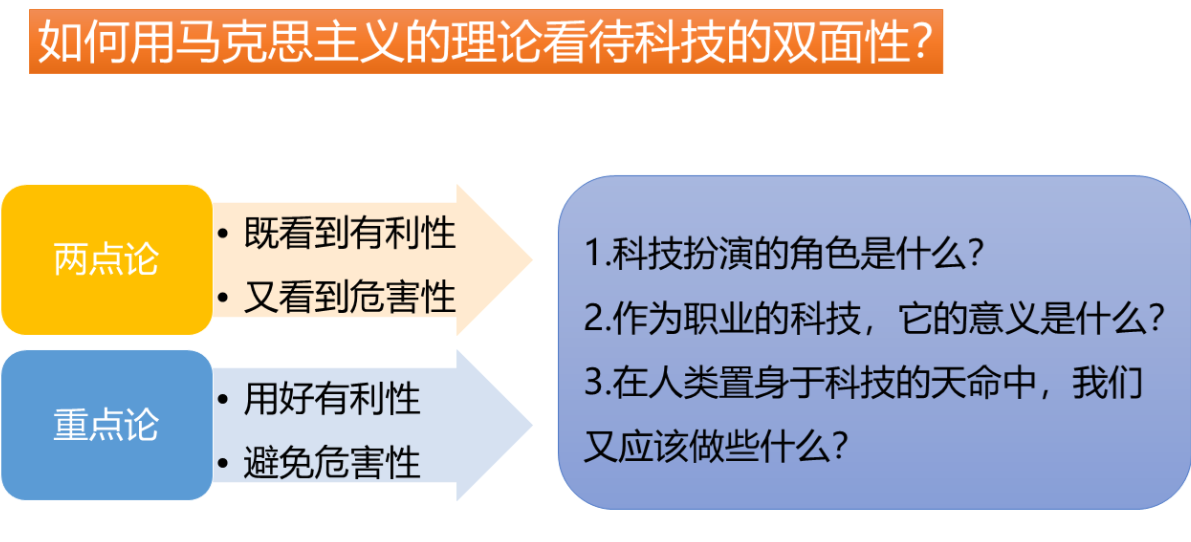 如何用马克思主义的理论看待科技的双面性？
两点论
• 既看到有利性
• 又看到危害性
重点论
• 用好有利性
• 避免危害性
1.科技扮演的角色是什么？
2.作为职业的科技，它的意义是什么？
3.在人类置身于科技的天命中，我们
又应该做些什么？